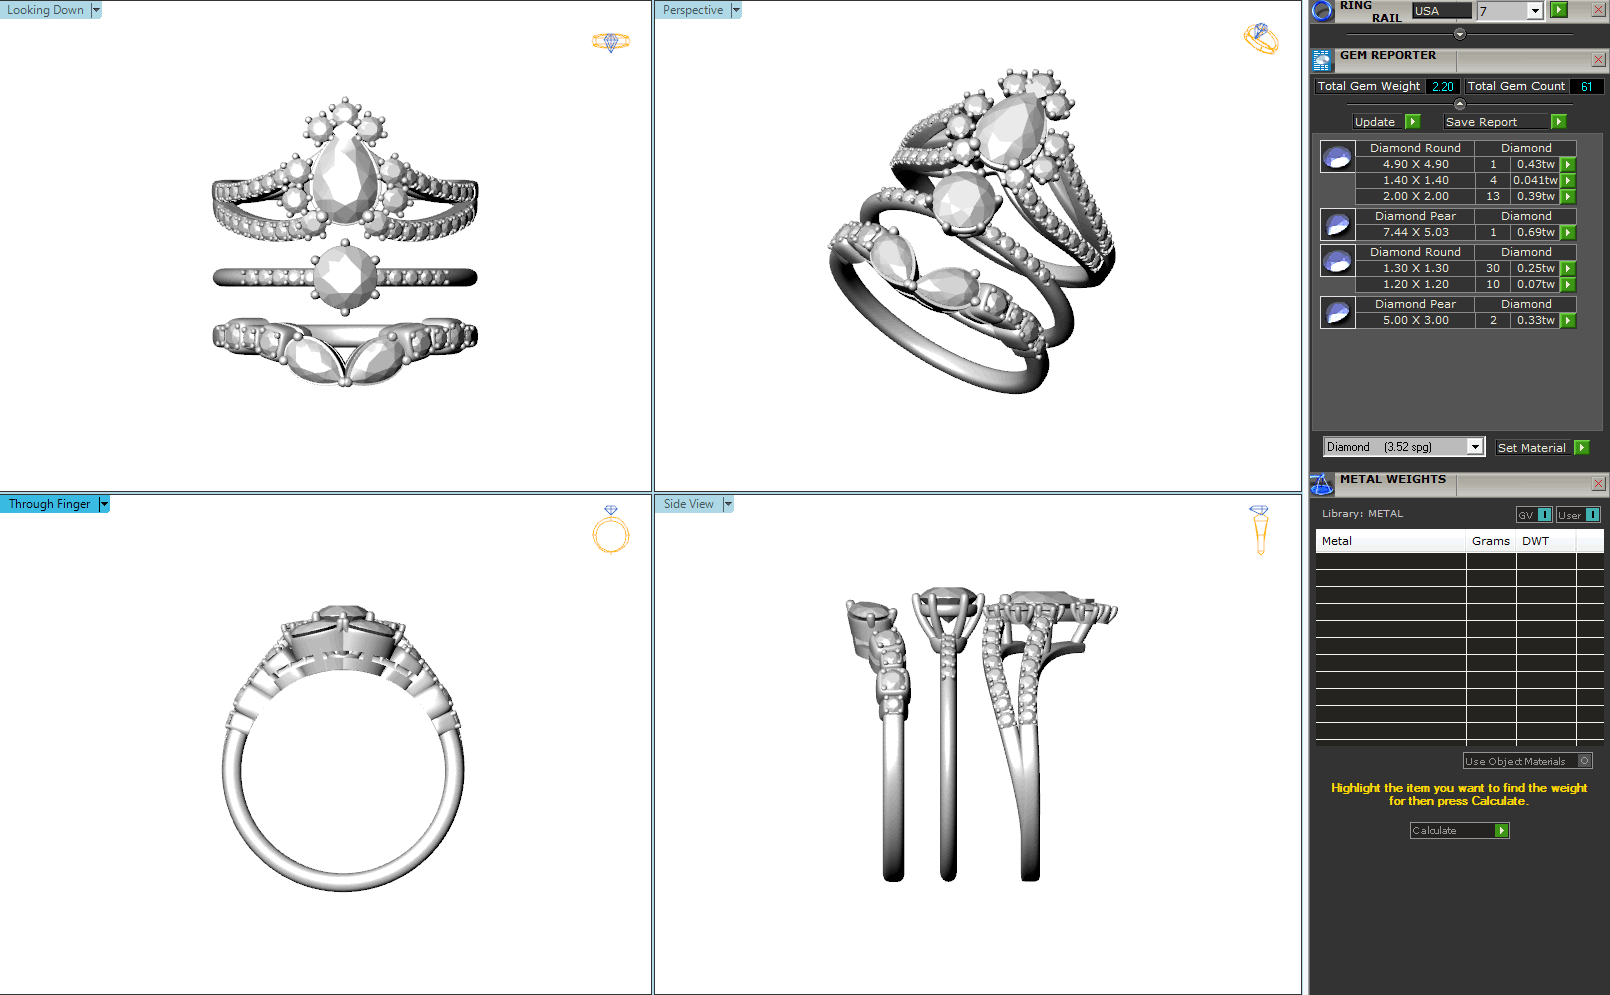 Looking Down
Perspective
Through Finger
Side View
RING
RAIL
USA
7
GEM REPORTER
Total Gem Weight 2.20 Total Gem Count 61
Update Save Report
Diamond Round Diamond
4.90 X 4.90 1 0.43tw
1.40 X 1.40 4 0.041tw
2.00 X 2.00 13 0.39tw
Diamond Pear Diamond
7.44 X 5.03 1 0.69tw
Diamond Round Diamond
1.30 X 1.30 30 0.25tw
1.20 X 1.20 10 0.07tw
Diamond Pear Diamond
5.00 X 3.00 2 0.33tw
Diamond (3.52 spg) Set Material
METAL WEIGHTS
Library: METAL GV User
Metal Grams DWT
Use Object Materials
Highlight the item you want to find the weight
for then press Calculate.
Calculate